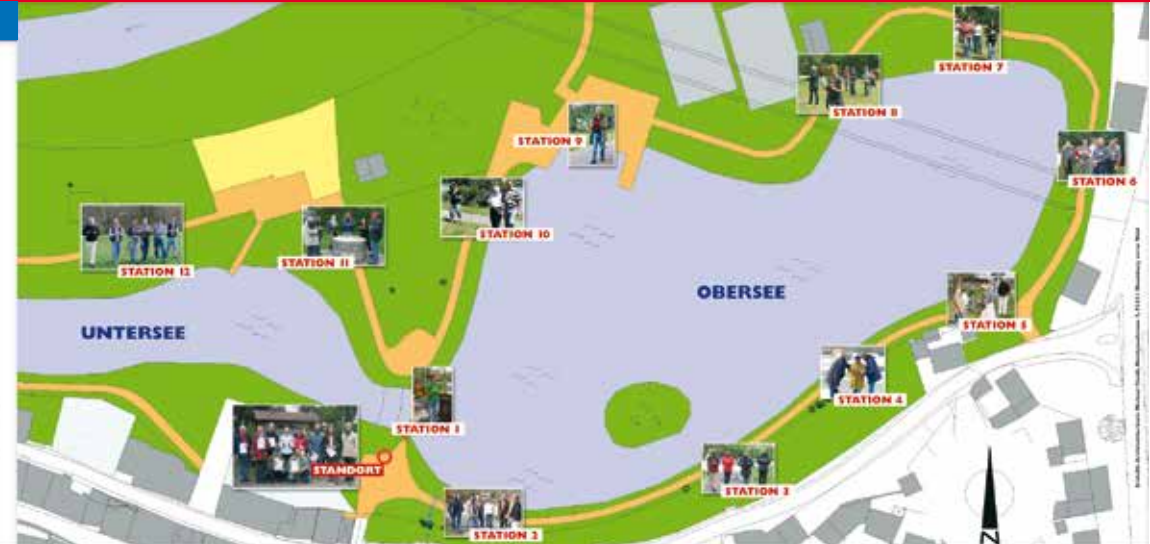 STATION 7
STATION 8
STATION 9
STATION 6
STATION 10
STATION 11
STATION 12
OBERSEE
UNTERSEE
STATION 5
STATION 4
STATION 1
STANDORT
STATION 3
STATION 2
N